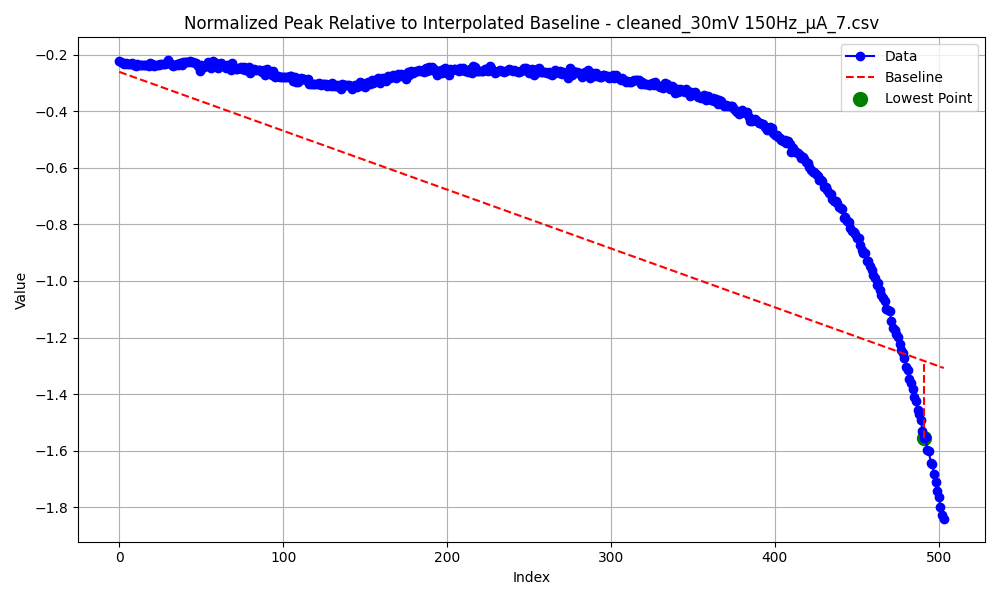 Normalized Peak Relative to Interpolated Baseline - cleaned_30mV 150Hz_μA_7.csv
Data
Baseline
Lowest Point
−0.2
−0.4
−0.6
−0.8
−1.0
−1.2
−1.4
−1.6
−1.8
Value
0 100 200 300 400 500
Index